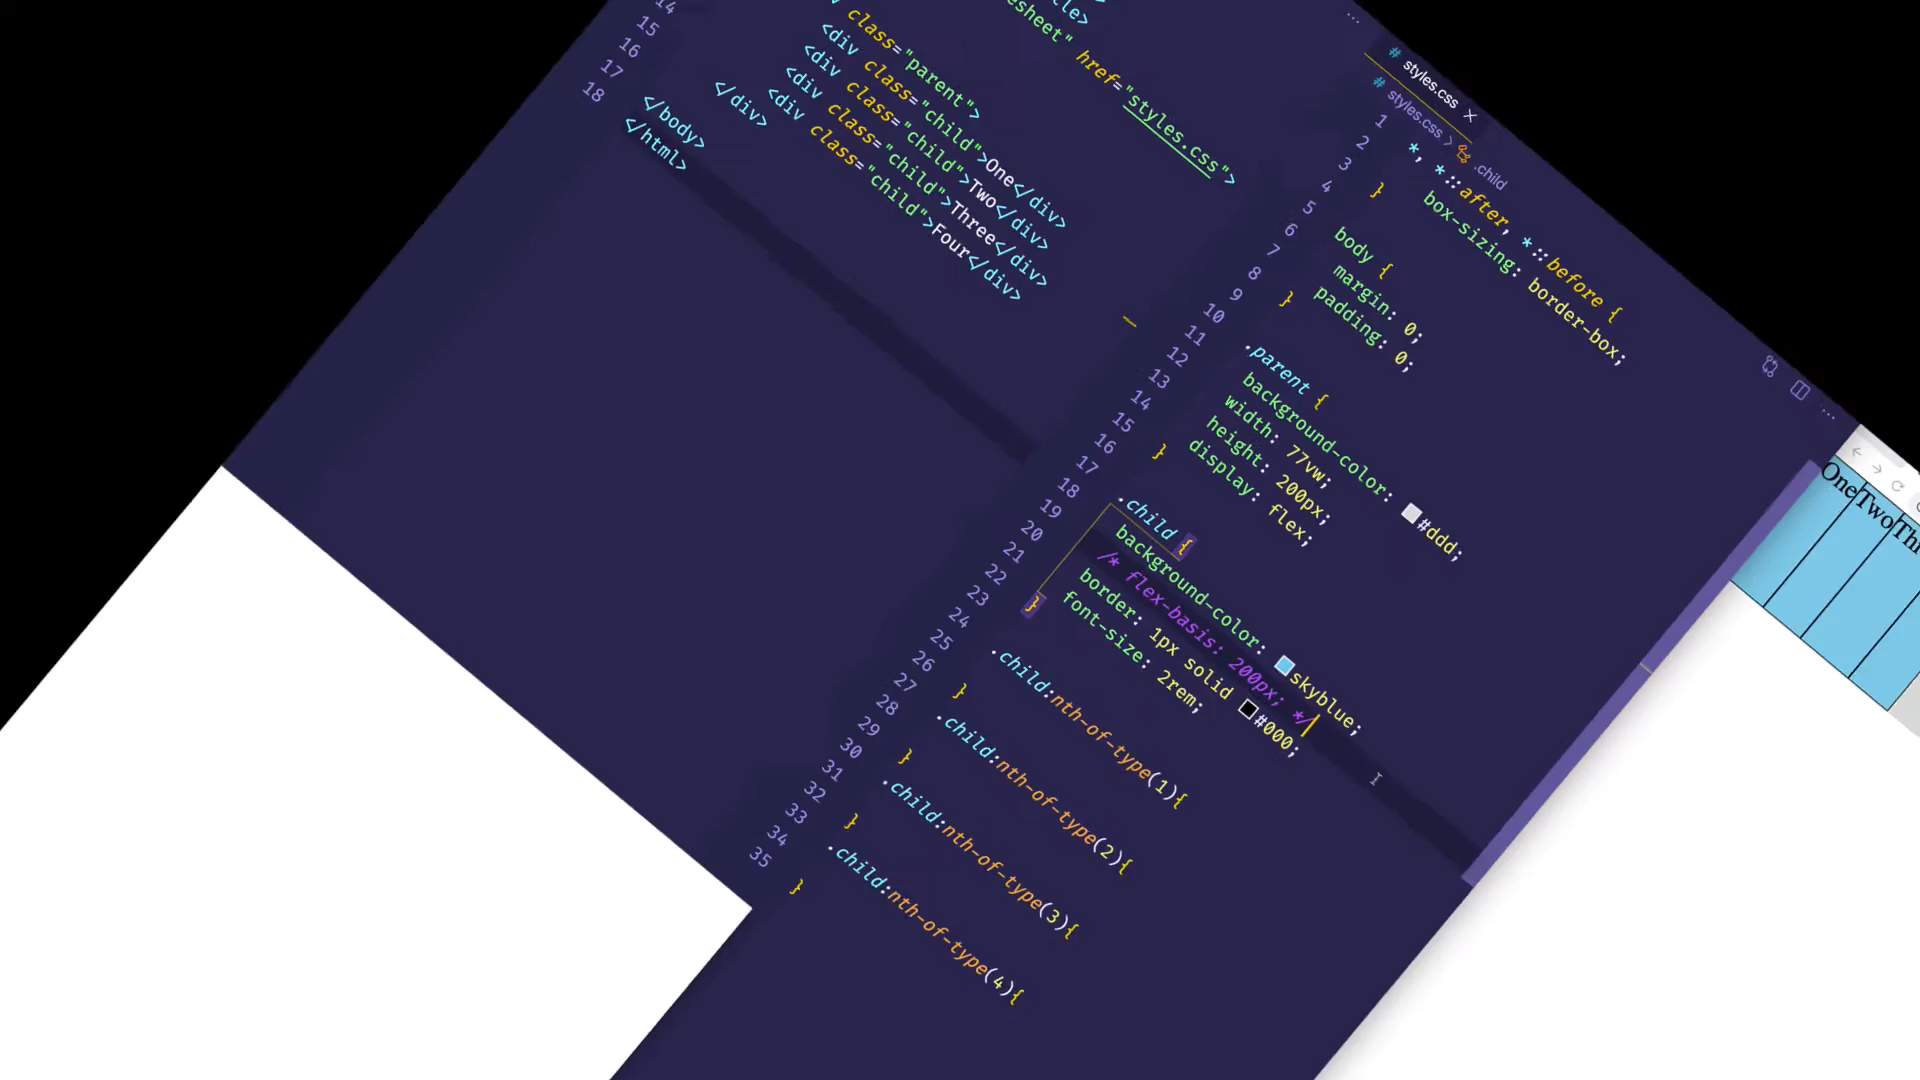 14
15
16
17
18
class="parent">
<div class="child">One</div>
<div class="child">Two</div>
<div class="child">Three</div>
<div class="child">Four</div>
</div>
</body>
</html>
href="styles.css">
# styles.css ×
# styles.css > .child
1 *, *::after, *::before {
2 box-sizing: border-box;
3 }
4
5 body {
6 margin: 0;
7 padding: 0;
8 }
9
10 .parent {
11 background-color: #ddd;
12 width: 77vw;
13 height: 200px;
14 display: flex;
15 }
16
17
18 .child {
19 background-color: skyblue;
20 /* flex-basis: 200px; */
21 border: 1px solid #000;
22 font-size: 2rem;
23 }
24
25 .child:nth-of-type(1){
26
27 }
28 .child:nth-of-type(2){
29
30 }
31 .child:nth-of-type(3){
32
33 }
34 .child:nth-of-type(4){
35
}
One
Two